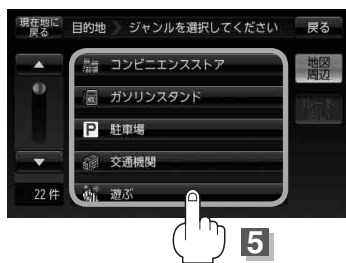 現在地に
戻る
目的地 ジャンルを選択してください
戻る
コンビニエンスストア
地図
周辺
ガソリンスタンド
GS
P 駐車場
交通機関
遊ぶ
22 件
5